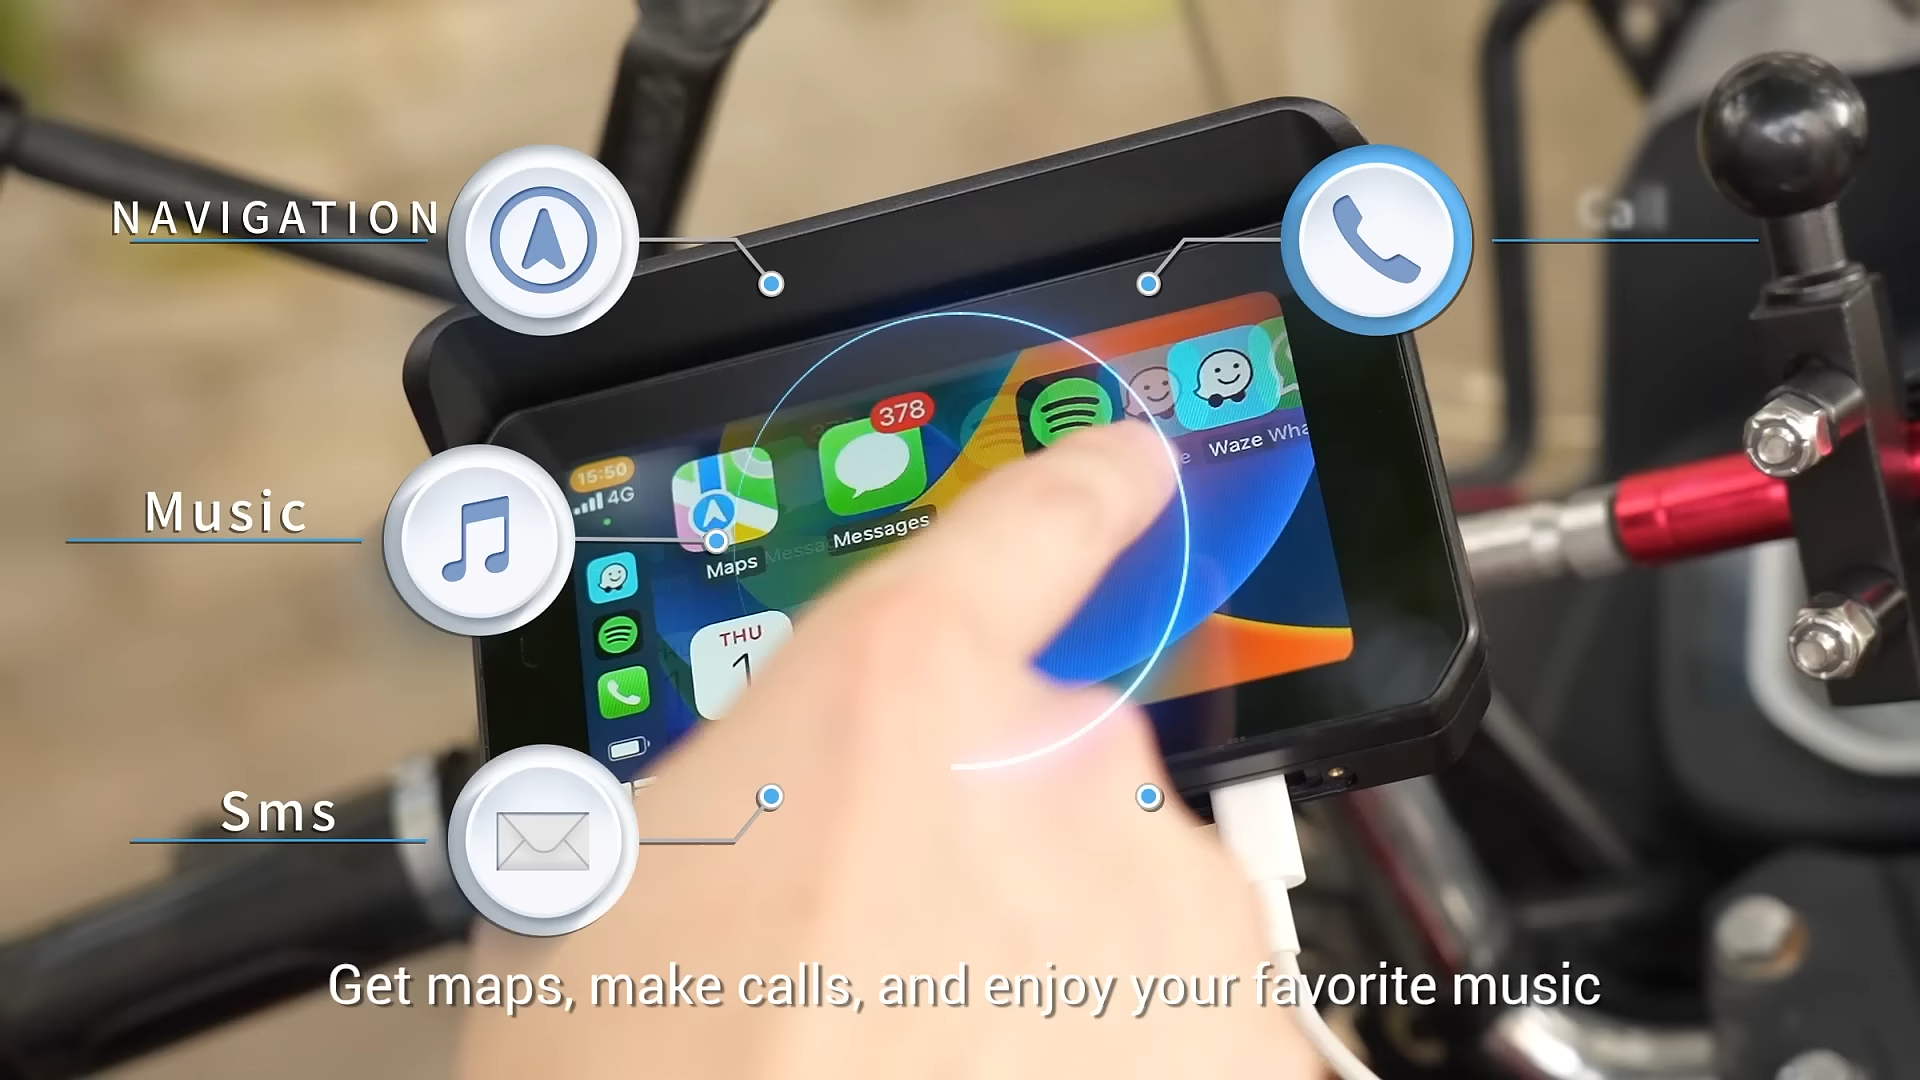 NAVIGATION
Call
378
15:50
4G
Messages
Waze
Maps
Music
THU
1
Sms
Get maps, make calls, and enjoy your favorite music